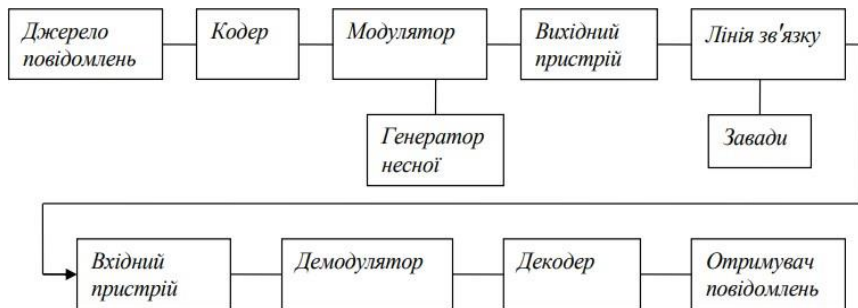 Джерело
повідомлень
Кодер
Модулятор
Вихідний
пристрій
Лінія зв'язку
Генератор
несної
Завади
Вхідний
пристрій
Демодулятор
Декодер
Отримувач
повідомлень